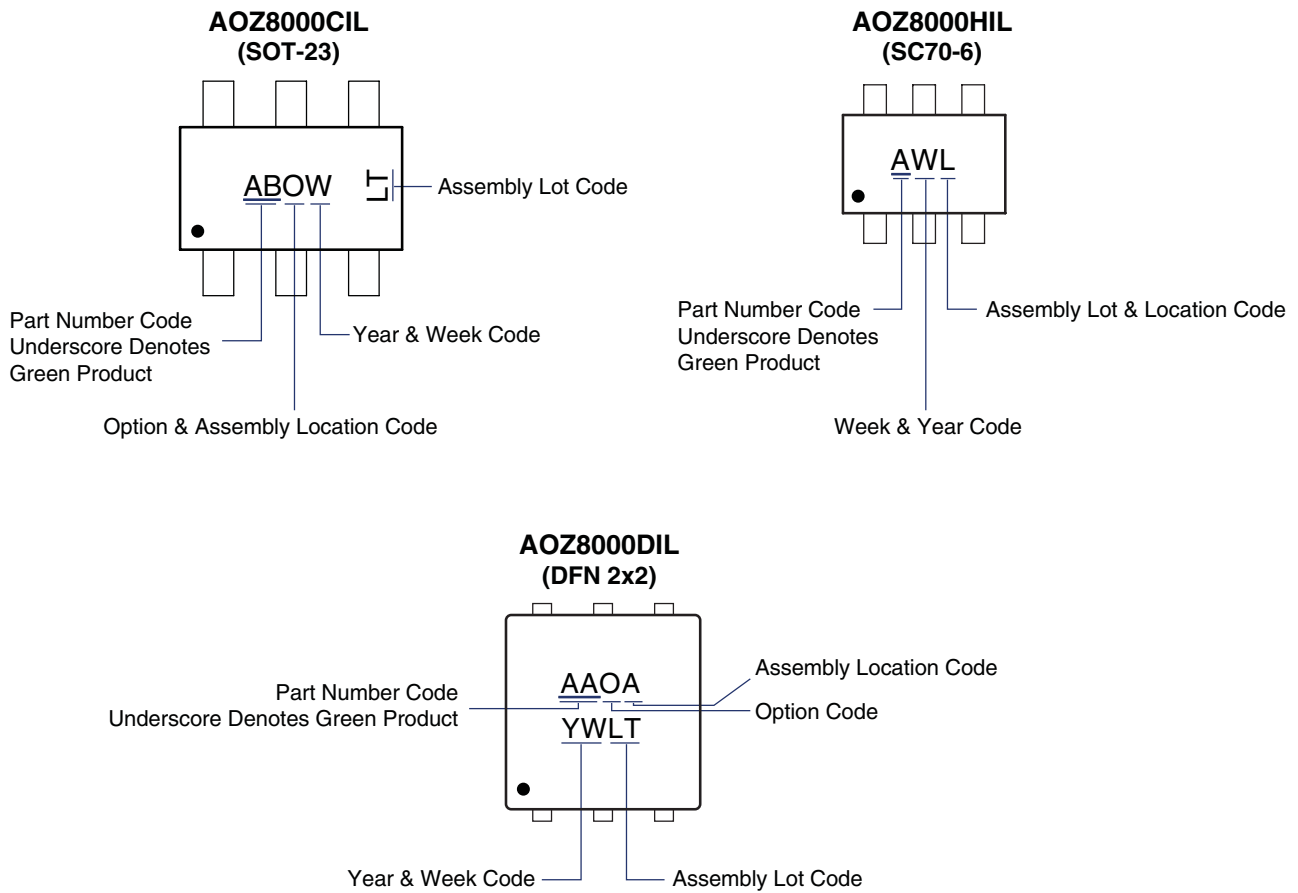 AOZ8000CIL
(SOT-23)
ABOW
LT
Assembly Lot Code
Part Number Code
Underscore Denotes
Green Product
Year & Week Code
Option & Assembly Location Code
AOZ8000HIL
(SC70-6)
AWL
Part Number Code
Underscore Denotes
Green Product
Assembly Lot & Location Code
Week & Year Code
AOZ8000DIL
(DFN 2x2)
AAOA
YWLT
Part Number Code
Underscore Denotes Green Product
Assembly Location Code
Option Code
Year & Week Code
Assembly Lot Code